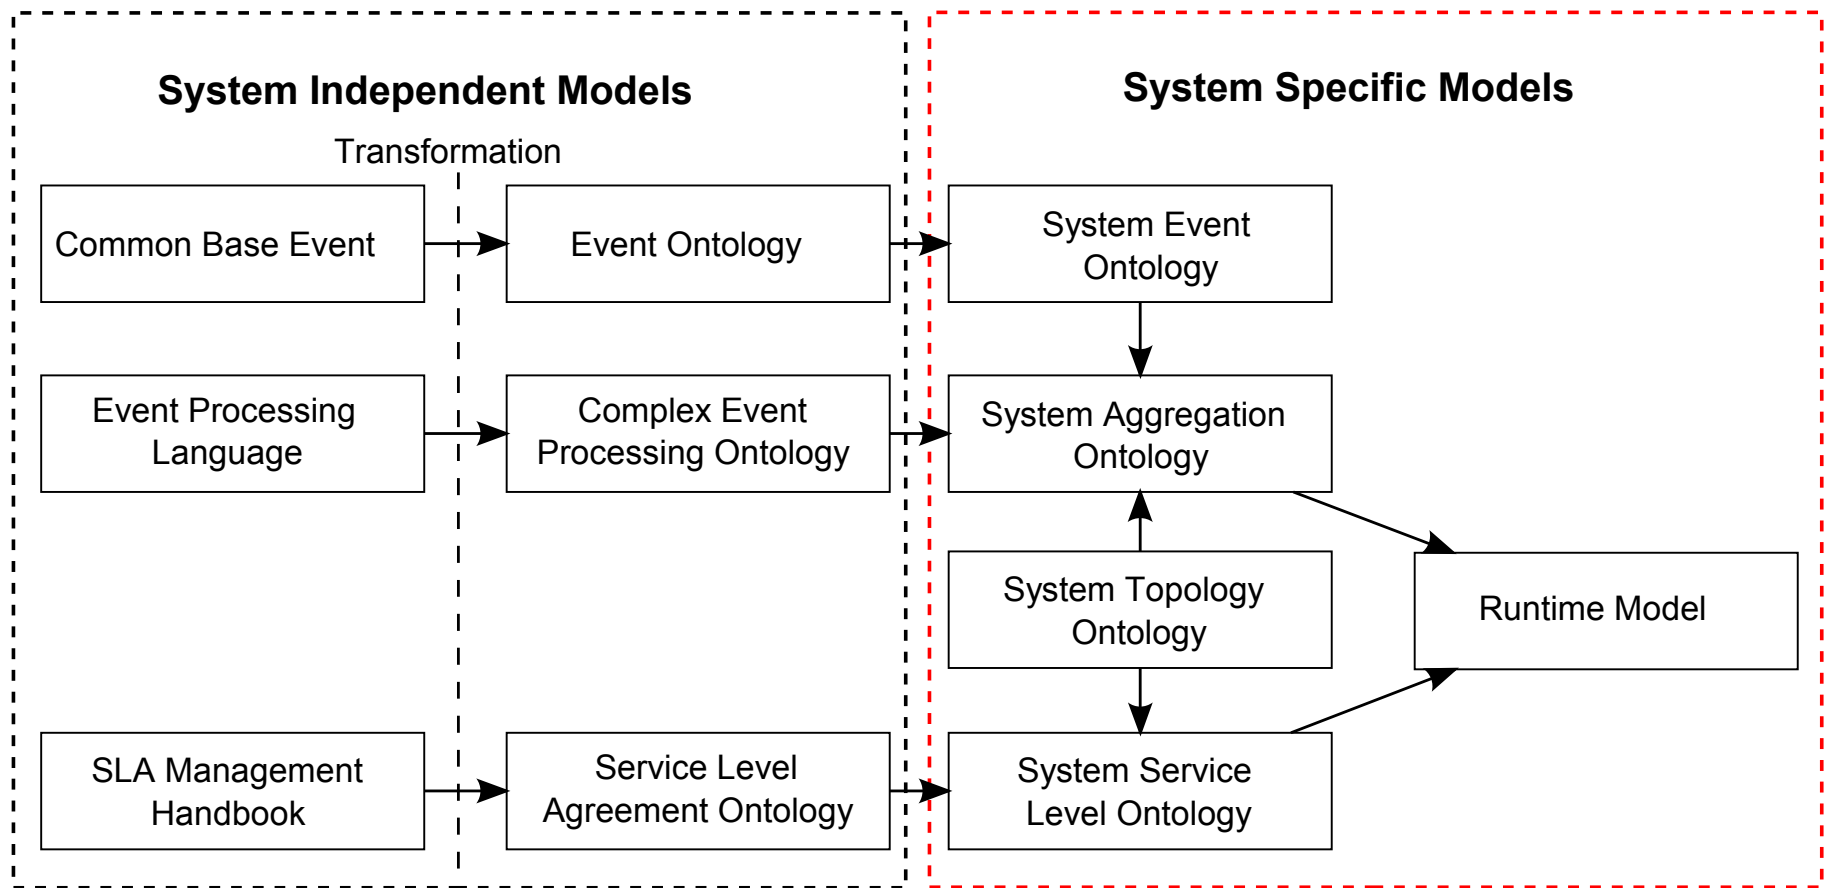 System Independent Models
System Specific Models
Transformation
Common Base Event
Event Ontology
System Event
Ontology
Event Processing
Language
Complex Event
Processing Ontology
System Aggregation
Ontology
System Topology
Ontology
Runtime Model
SLA Management
Handbook
Service Level
Agreement Ontology
System Service
Level Ontology